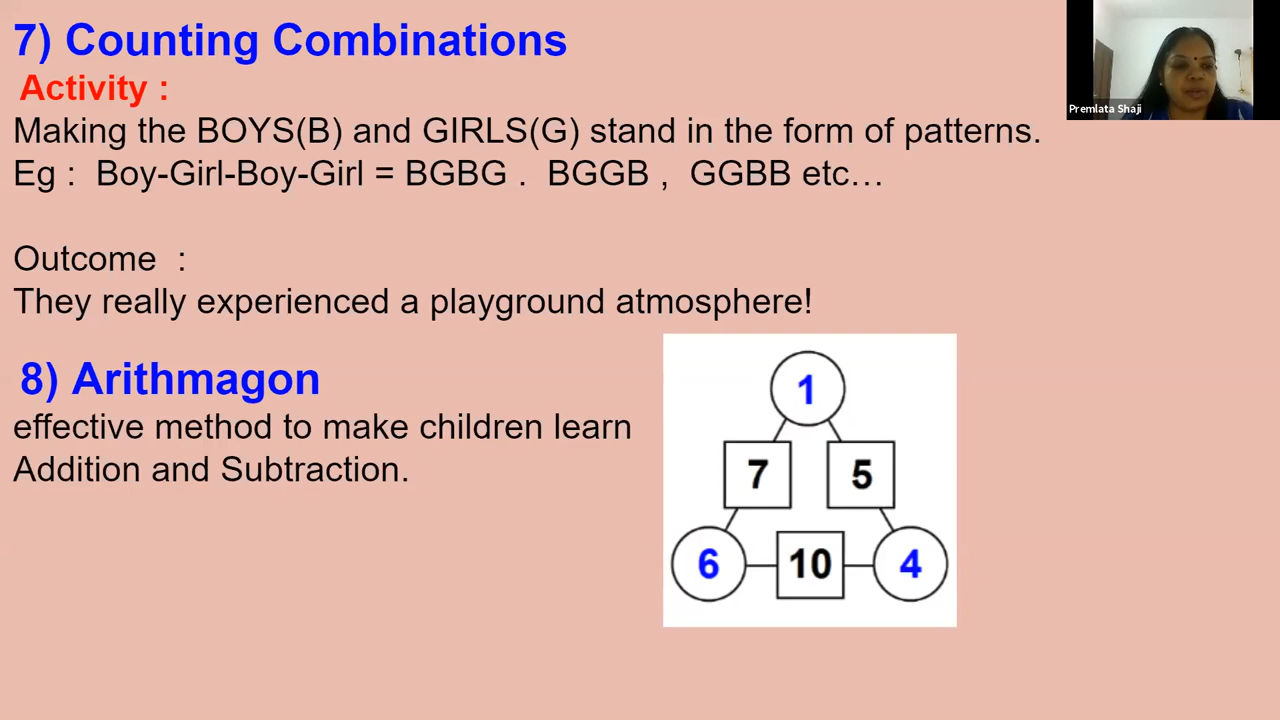 7) Counting Combinations
Activity :
Making the BOYS(B) and GIRLS(G) stand in the form of patterns.
Eg :  Boy-Girl-Boy-Girl = BGBG .  BGGB ,  GGBB etc…
Outcome  :
They really experienced a playground atmosphere!
8) Arithmagon
effective method to make children learn
Addition and Subtraction.
1
7 5
6 10 4
Premlata Shaji